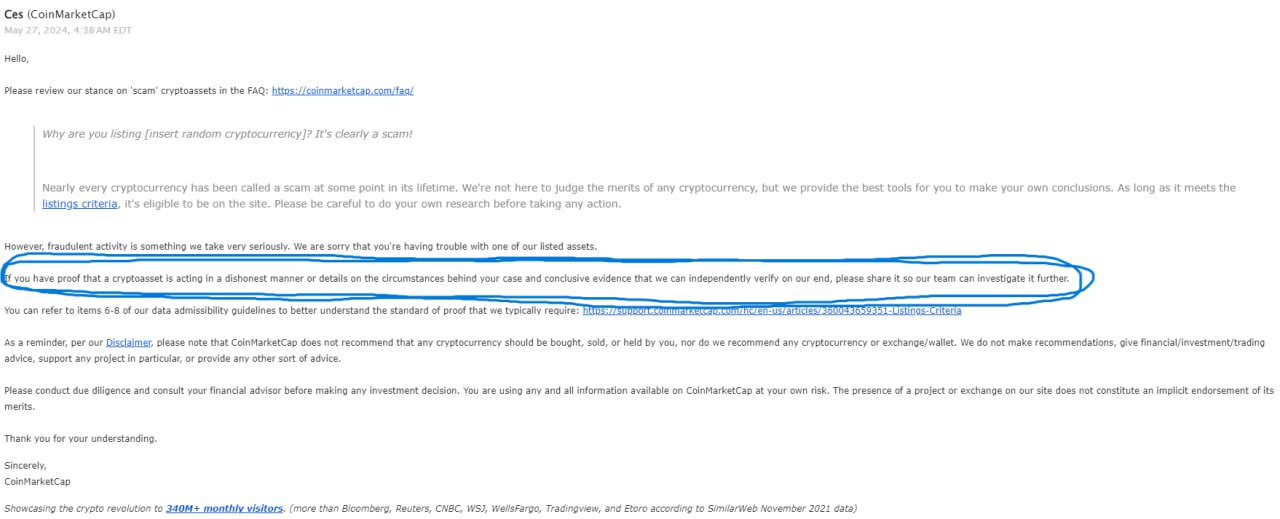 Ces (CoinMarketCap)
May 27, 2024, 4:38 AM EDT
Hello,
Please review our stance on 'scam' cryptoassets in the FAQ: https://coinmarketcap.com/faq/
Why are you listing [insert random cryptocurrency]? It's clearly a scam!
Nearly every cryptocurrency has been called a scam at some point in its lifetime. We're not here to judge the merits of any cryptocurrency, but we provide the best tools for you to make your own conclusions. As long as it meets the
listings criteria, it's eligible to be on the site. Please be careful to do your own research before taking any action.
However, fraudulent activity is something we take very seriously. We are sorry that you're having trouble with one of our listed assets.
If you have proof that a cryptoasset is acting in a dishonest manner or details on the circumstances behind your case and conclusive evidence that we can independently verify on our end, please share it so our team can investigate it further.
You can refer to items 6-8 of our data admissibility guidelines to better understand the standard of proof that we typically require: https://support.coinmarketcap.com/hc/en-us/articles/360043659351-Listings-Criteria
As a reminder, per our Disclaimer, please note that CoinMarketCap does not recommend that any cryptocurrency should be bought, sold, or held by you, nor do we recommend any cryptocurrency or exchange/wallet. We do not make recommendations, give financial/investment/trading
advice, support any project in particular, or provide any other sort of advice.
Please conduct due diligence and consult your financial advisor before making any investment decision. You are using any and all information available on CoinMarketCap at your own risk. The presence of a project or exchange on our site does not constitute an implicit endorsement of its
merits.
Thank you for your understanding.
Sincerely,
CoinMarketCap
Showcasing the crypto revolution to 340M+ monthly visitors. (more than Bloomberg, Reuters, CNBC, WSJ, WellsFargo, Tradingview, and Etoro according to SimilarWeb November 2021 data)